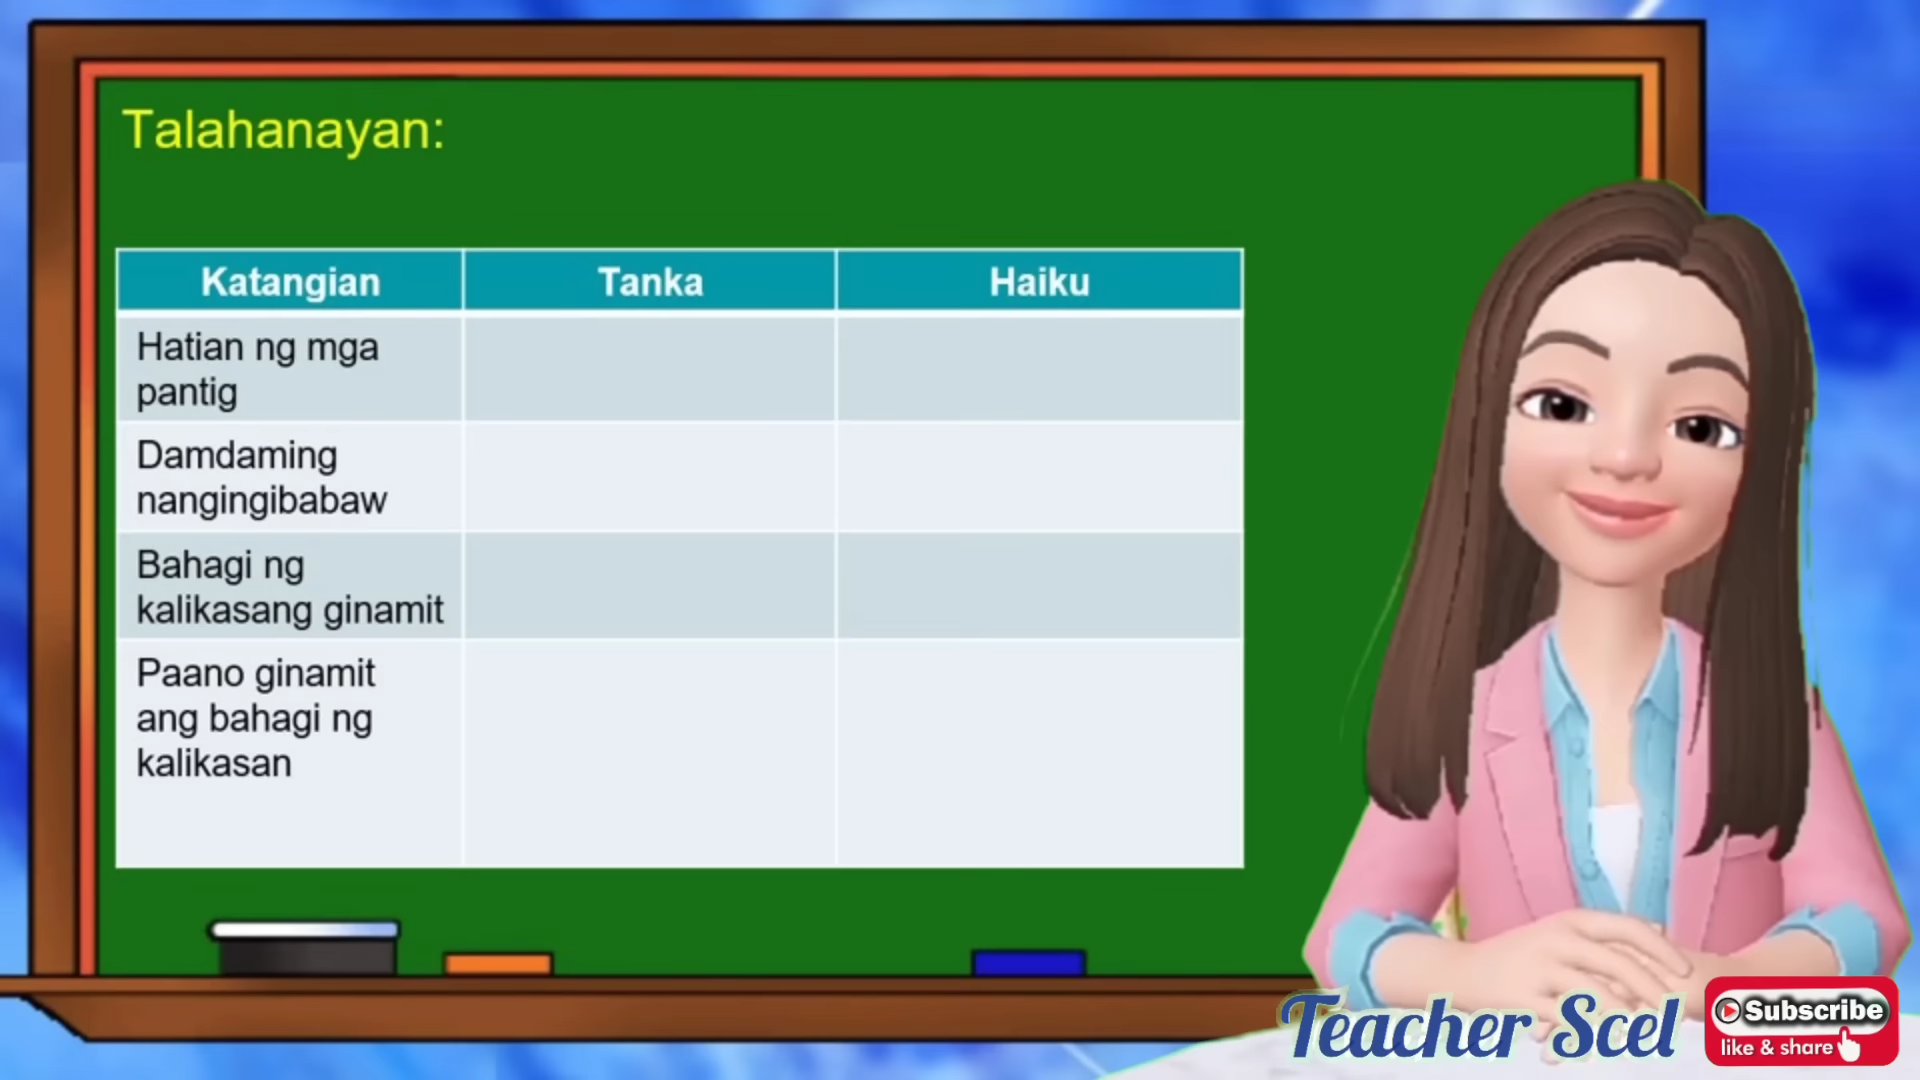 Talahanayan:
Katangian Tanka Haiku
Hatian ng mga
pantig
Damdaming
nangingibabaw
Bahagi ng
kalikasang ginamit
Paano ginamit
ang bahagi ng
kalikasan
Teacher Scel
Subscribe
like & share